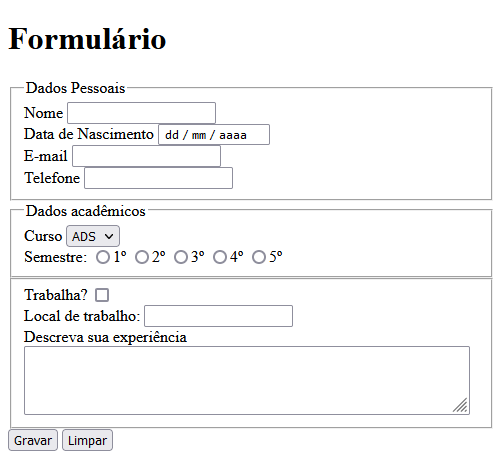 Formulário
Dados Pessoais
Nome
Data de Nascimento dd / mm / aaaa
E-mail
Telefone
Dados acadêmicos
Curso ADS
Semestre: 1º 2º 3º 4º 5º
Trabalha?
Local de trabalho:
Descreva sua experiência
Gravar Limpar